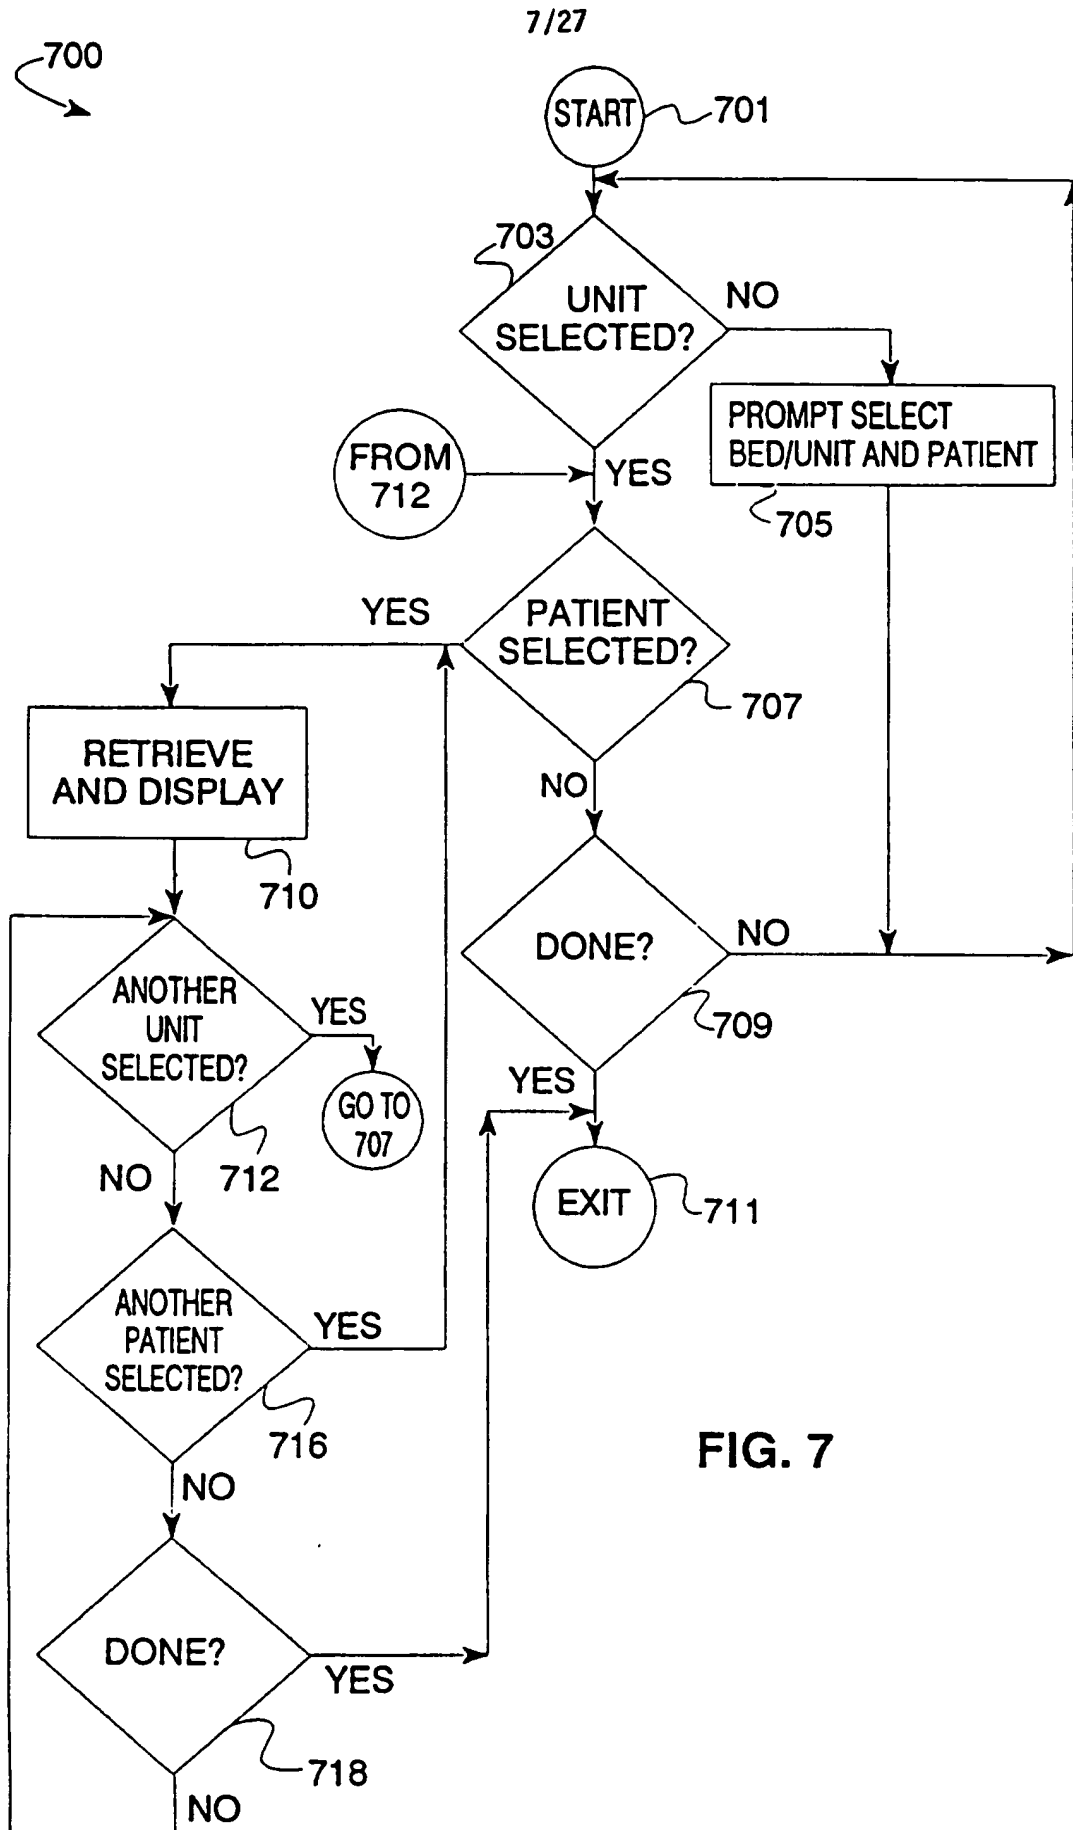 7/27
700
START
701
703
UNIT
SELECTED?
NO
PROMPT SELECT
BED/UNIT AND PATIENT
705
FROM
712
YES
PATIENT
SELECTED?
YES
707
RETRIEVE
AND DISPLAY
710
NO
DONE?
NO
709
ANOTHER
UNIT
SELECTED?
YES
GO TO
707
712
NO
YES
EXIT
711
ANOTHER
PATIENT
SELECTED?
YES
716
NO
FIG. 7
DONE?
YES
718
NO